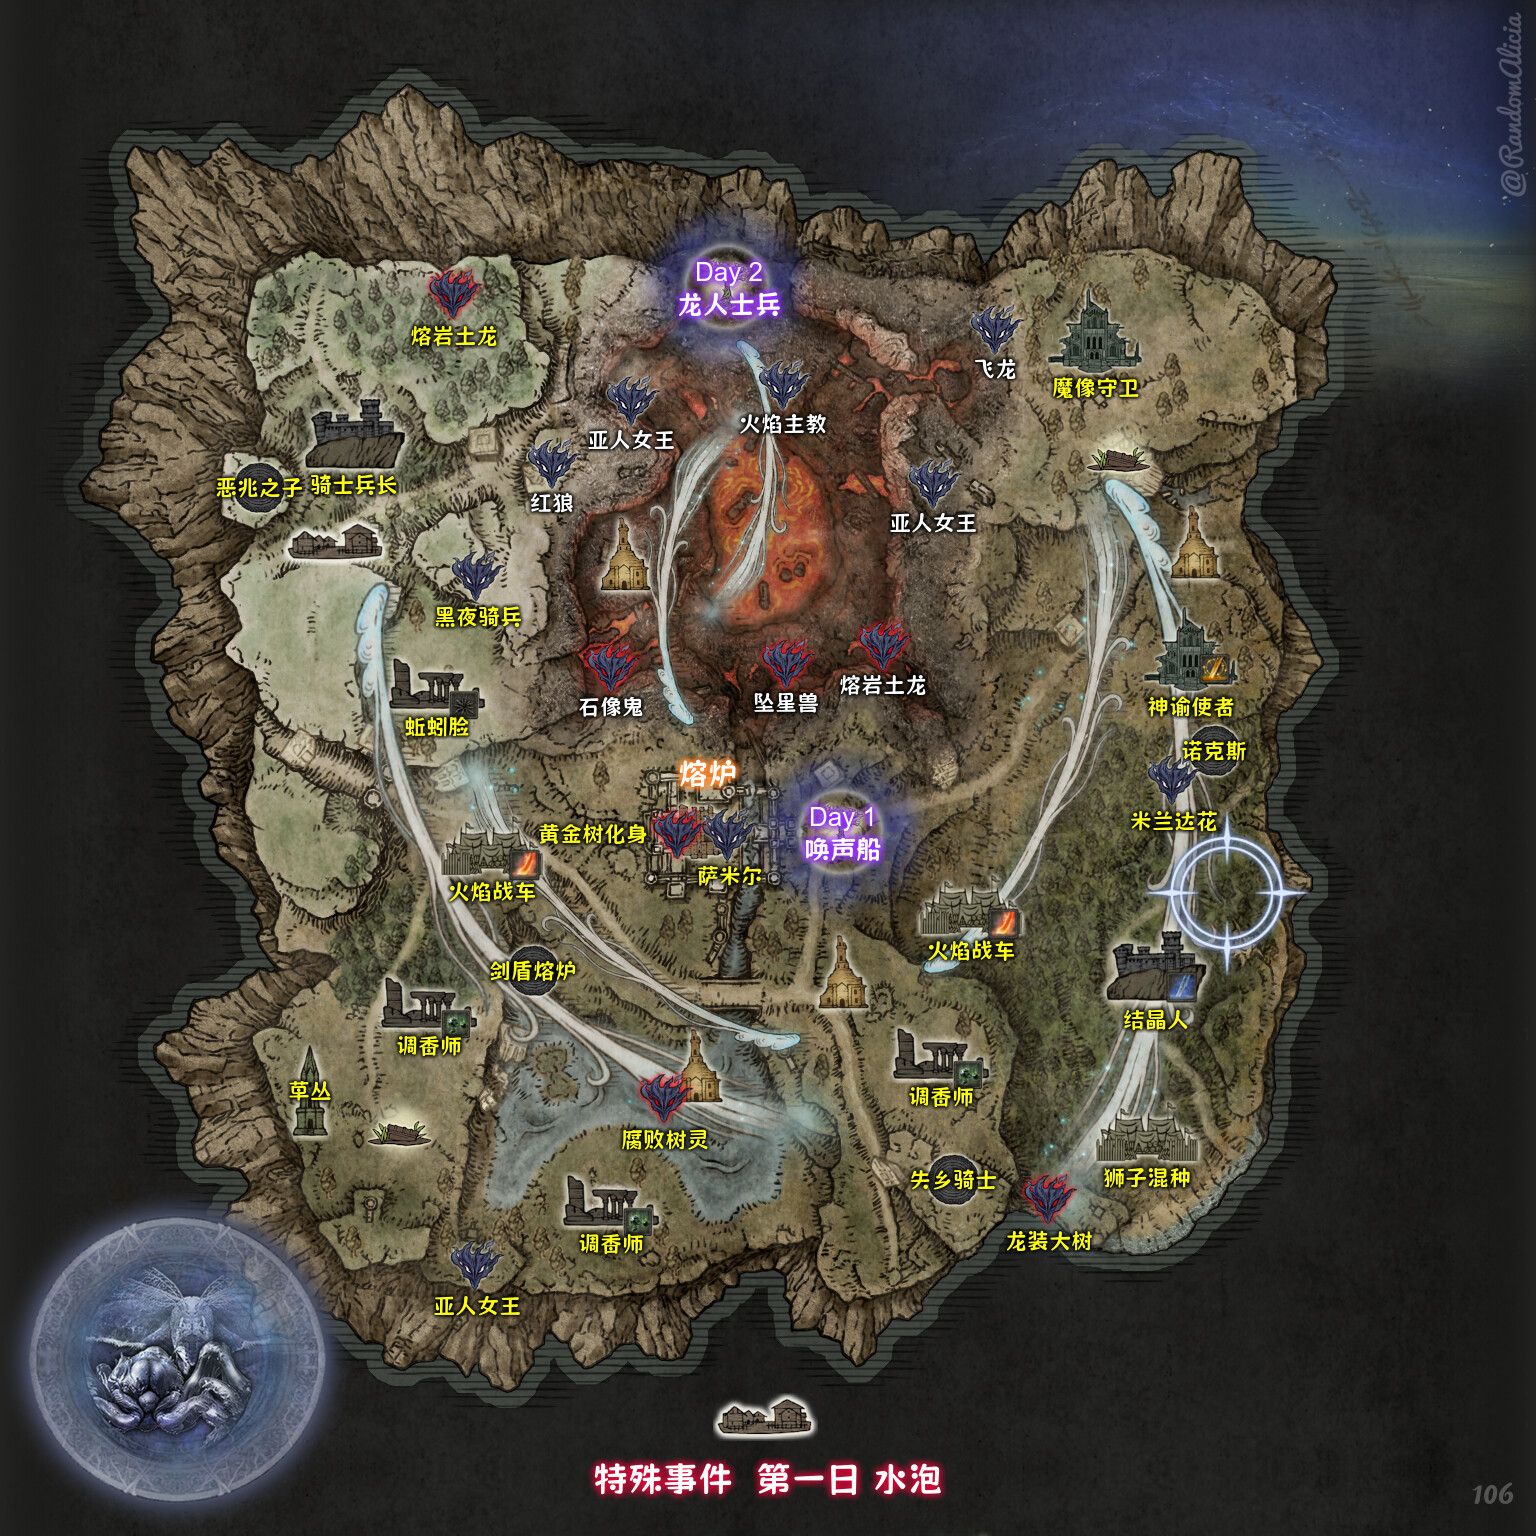 @RandomAlicia
Day 2
龙人士兵
熔岩土龙
飞龙
魔像守卫
火焰主教
亚人女王
恶兆之子
骑士兵长
红狼
亚人女王
黑夜骑兵
石像鬼
坠星兽
熔岩土龙
神谕使者
蚯蚓脸
诺克斯
熔炉
Day 1
唤声船
米兰达花
黄金树化身
萨米尔
火焰战车
火焰战车
剑盾熔炉
结晶人
调香师
草丛
调香师
腐败树灵
失乡骑士
狮子混种
调香师
龙装大树
亚人女王
特殊事件 第一日 水泡
106